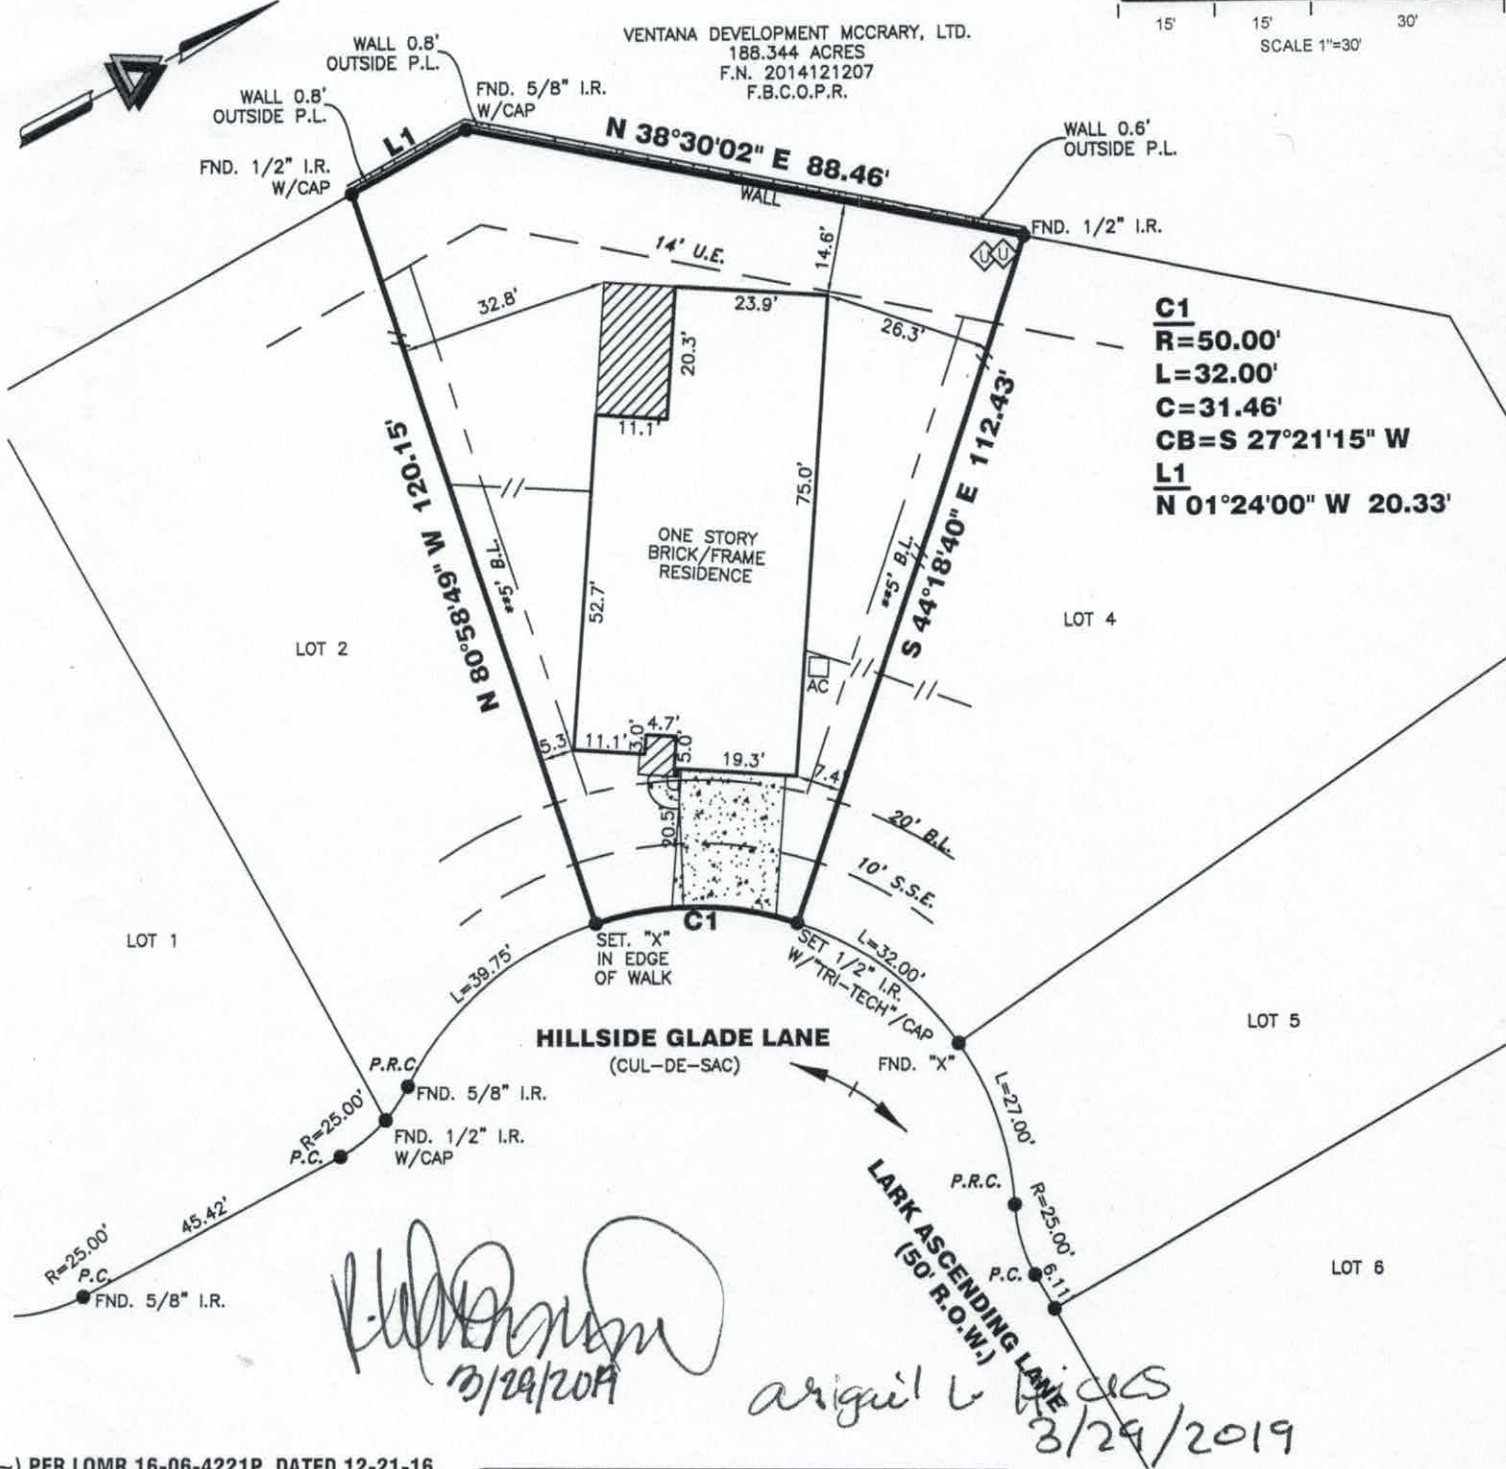 15' 15' 30'
SCALE 1"=30'
VENTANA DEVELOPMENT MCCRARY, LTD.
188.344 ACRES
F.N. 2014121207
F.B.C.O.P.R.
WALL 0.8'
OUTSIDE P.L.
WALL 0.8'
OUTSIDE P.L.
FND. 5/8" I.R.
W/CAP
FND. 1/2" I.R.
W/CAP
L1
N 38°30'02" E 88.46'
WALL
WALL 0.6'
OUTSIDE P.L.
FND. 1/2" I.R.
U U
14' U.E.
14.6'
32.8'
23.9'
26.3'
20.3'
11.1'
C1
R=50.00'
L=32.00'
C=31.46'
CB=S 27°21'15" W
L1
N 01°24'00" W 20.33'
N 80°58'49" W 120.15'
S 44°18'40" E 112.43'
75.0'
ONE STORY
BRICK/FRAME
RESIDENCE
52.7'
**5' B.L.
**5' B.L.
LOT 2
LOT 4
AC
5.3'
11.1'
3.0'
4.7'
5.0'
19.3'
7.4'
20.5'
20' B.L.
10' S.S.E.
C1
LOT 1
SET. "X"
IN EDGE
OF WALK
SET 1/2" I.R.
W/"TRI-TECH"/CAP
L=32.00'
L=39.75'
LOT 5
HILLSIDE GLADE LANE
(CUL-DE-SAC)
FND. "X"
P.R.C.
FND. 5/8" I.R.
R=25.00'
FND. 1/2" I.R.
W/CAP
P.C.
L=27.00'
P.R.C.
R=25.00'
P.C.
6.11'
LOT 6
45.42'
R=25.00'
P.C.
FND. 5/8" I.R.
LARK ASCENDING LANE
(50' R.O.W.)
3/29/2019
L Hicks
3/29/2019
PER LOMR 16-06-4221P, DATED 12-21-16